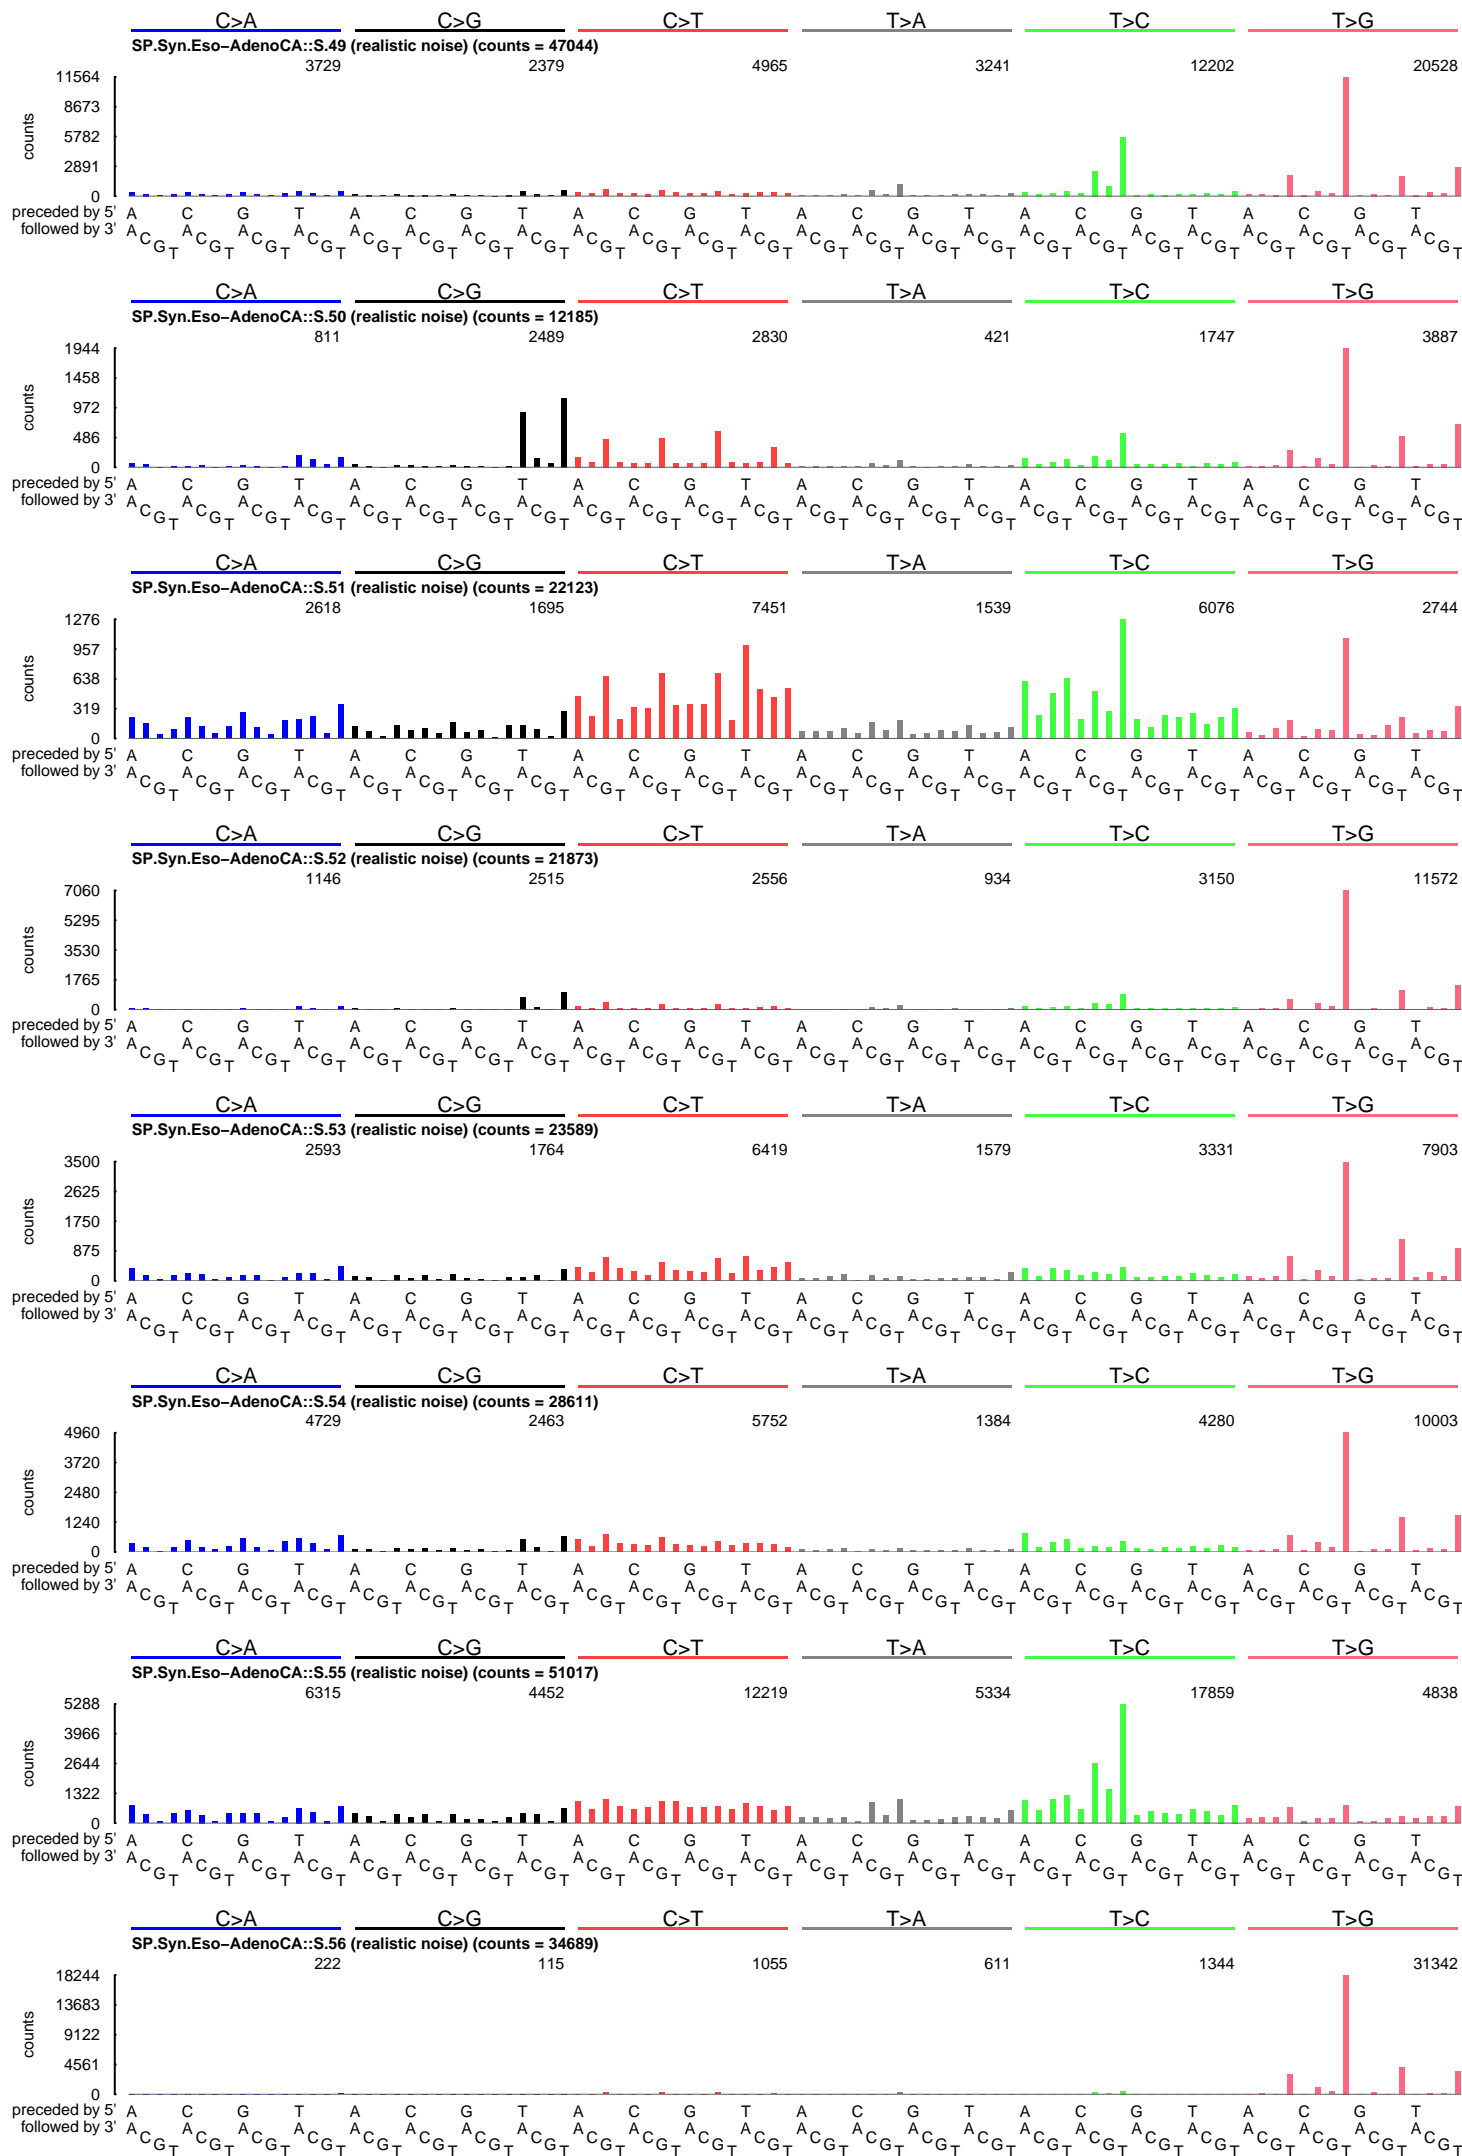 C>A C>G C>T T>A T>C T>G
SP.Syn.Eso−AdenoCA::S.49 (realistic noise) (counts = 47044)
3729 2379 4965 3241 12202 20528
11564
8673
5782
2891
0
counts
preceded by 5' A C G T A C G T A C G T A C G T A C G T A C G T
followed by 3' A C G T A C G T A C G T A C G T A C G T A C G T A C G T A C G T A C G T A C G T A C G T A C G T A C G T A C G T A C G T A C G T A C G T A C G T A C G T A C G T A C G T A C G T A C G T A C G T
C>A C>G C>T T>A T>C T>G
SP.Syn.Eso−AdenoCA::S.50 (realistic noise) (counts = 12185)
811 2489 2830 421 1747 3887
1944
1458
972
486
0
counts
preceded by 5' A C G T A C G T A C G T A C G T A C G T A C G T
followed by 3' A C G T A C G T A C G T A C G T A C G T A C G T A C G T A C G T A C G T A C G T A C G T A C G T A C G T A C G T A C G T A C G T A C G T A C G T A C G T A C G T A C G T A C G T A C G T A C G T
C>A C>G C>T T>A T>C T>G
SP.Syn.Eso−AdenoCA::S.51 (realistic noise) (counts = 22123)
2618 1695 7451 1539 6076 2744
1276
957
638
319
0
counts
preceded by 5' A C G T A C G T A C G T A C G T A C G T A C G T
followed by 3' A C G T A C G T A C G T A C G T A C G T A C G T A C G T A C G T A C G T A C G T A C G T A C G T A C G T A C G T A C G T A C G T A C G T A C G T A C G T A C G T A C G T A C G T A C G T A C G T
C>A C>G C>T T>A T>C T>G
SP.Syn.Eso−AdenoCA::S.52 (realistic noise) (counts = 21873)
1146 2515 2556 934 3150 11572
7060
5295
3530
1765
0
counts
preceded by 5' A C G T A C G T A C G T A C G T A C G T A C G T
followed by 3' A C G T A C G T A C G T A C G T A C G T A C G T A C G T A C G T A C G T A C G T A C G T A C G T A C G T A C G T A C G T A C G T A C G T A C G T A C G T A C G T A C G T A C G T A C G T A C G T
C>A C>G C>T T>A T>C T>G
SP.Syn.Eso−AdenoCA::S.53 (realistic noise) (counts = 23589)
2593 1764 6419 1579 3331 7903
3500
2625
1750
875
0
counts
preceded by 5' A C G T A C G T A C G T A C G T A C G T A C G T
followed by 3' A C G T A C G T A C G T A C G T A C G T A C G T A C G T A C G T A C G T A C G T A C G T A C G T A C G T A C G T A C G T A C G T A C G T A C G T A C G T A C G T A C G T A C G T A C G T A C G T
C>A C>G C>T T>A T>C T>G
SP.Syn.Eso−AdenoCA::S.54 (realistic noise) (counts = 28611)
4729 2463 5752 1384 4280 10003
4960
3720
2480
1240
0
counts
preceded by 5' A C G T A C G T A C G T A C G T A C G T A C G T
followed by 3' A C G T A C G T A C G T A C G T A C G T A C G T A C G T A C G T A C G T A C G T A C G T A C G T A C G T A C G T A C G T A C G T A C G T A C G T A C G T A C G T A C G T A C G T A C G T A C G T
C>A C>G C>T T>A T>C T>G
SP.Syn.Eso−AdenoCA::S.55 (realistic noise) (counts = 51017)
6315 4452 12219 5334 17859 4838
5288
3966
2644
1322
0
counts
preceded by 5' A C G T A C G T A C G T A C G T A C G T A C G T
followed by 3' A C G T A C G T A C G T A C G T A C G T A C G T A C G T A C G T A C G T A C G T A C G T A C G T A C G T A C G T A C G T A C G T A C G T A C G T A C G T A C G T A C G T A C G T A C G T A C G T
C>A C>G C>T T>A T>C T>G
SP.Syn.Eso−AdenoCA::S.56 (realistic noise) (counts = 34689)
222 115 1055 611 1344 31342
18244
13683
9122
4561
0
counts
preceded by 5' A C G T A C G T A C G T A C G T A C G T A C G T
followed by 3' A C G T A C G T A C G T A C G T A C G T A C G T A C G T A C G T A C G T A C G T A C G T A C G T A C G T A C G T A C G T A C G T A C G T A C G T A C G T A C G T A C G T A C G T A C G T A C G T